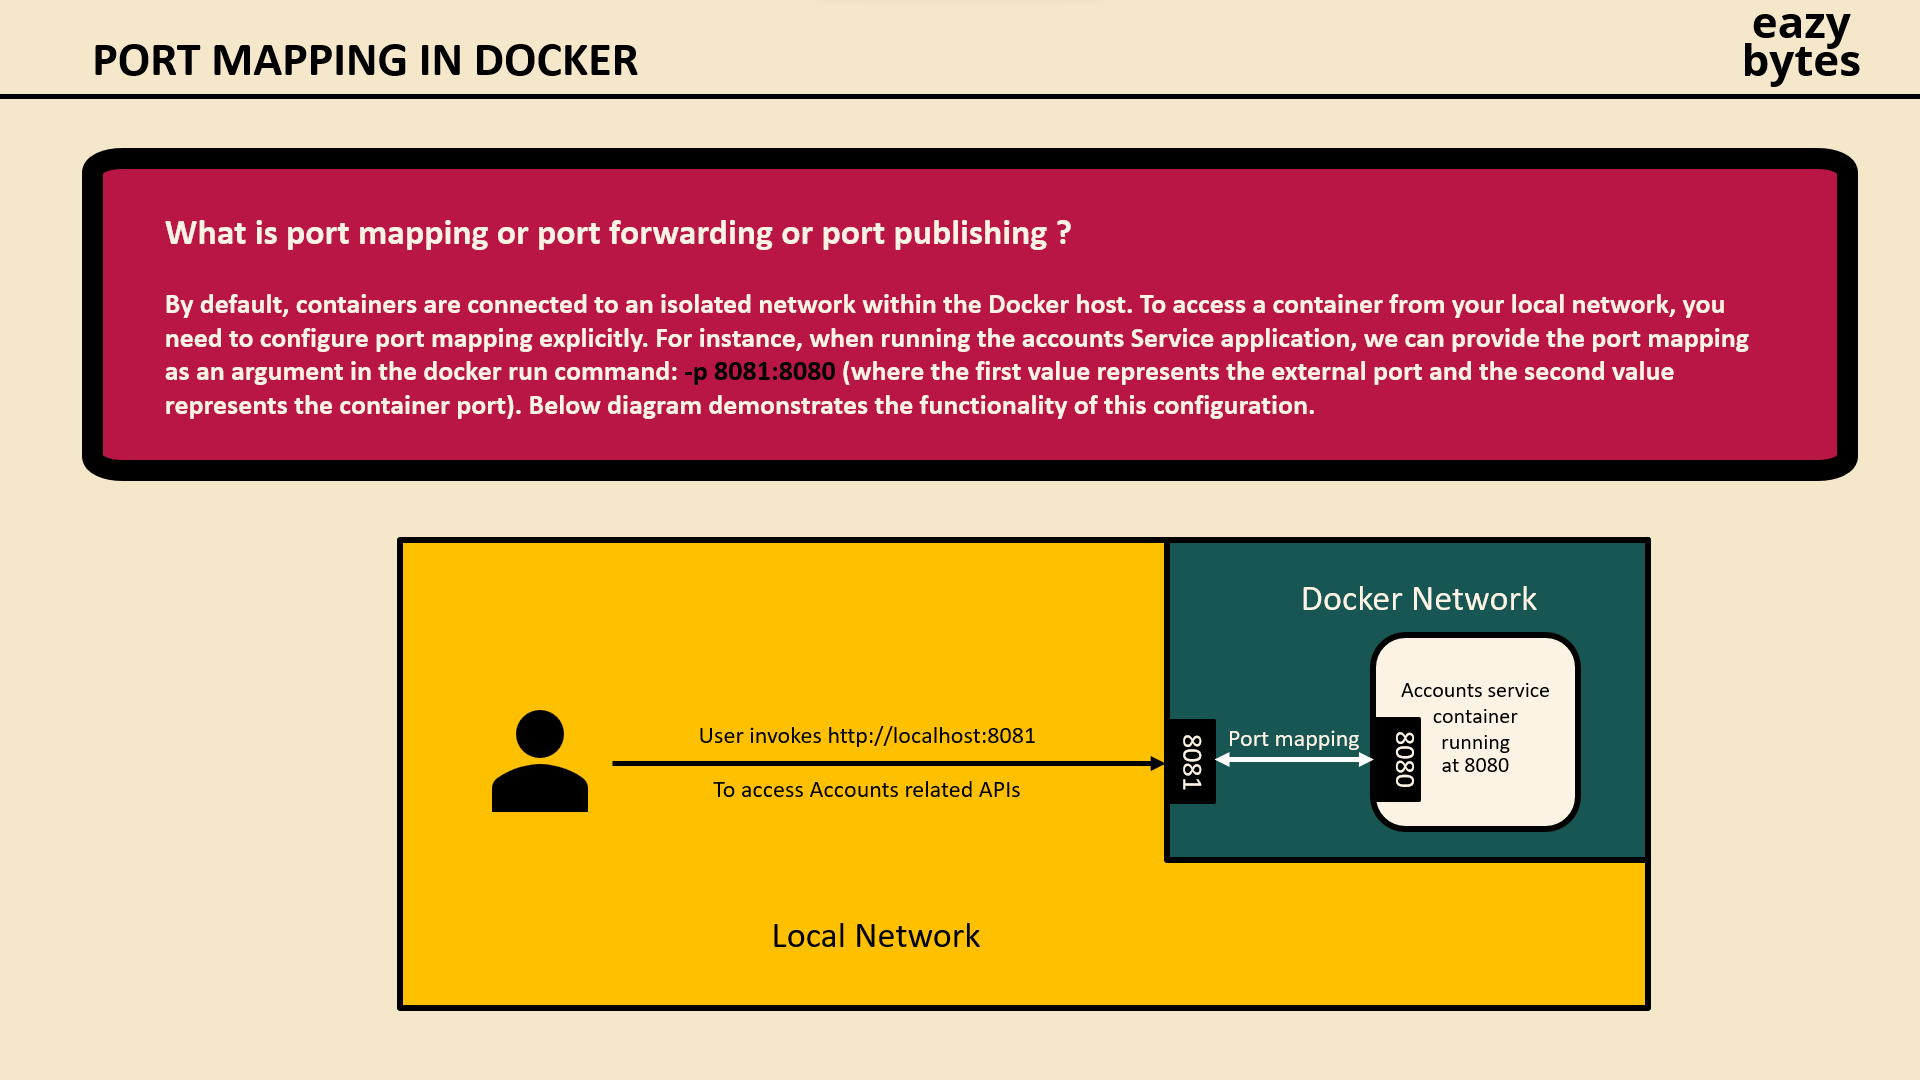 PORT MAPPING IN DOCKER
eazy
bytes
What is port mapping or port forwarding or port publishing ?
By default, containers are connected to an isolated network within the Docker host. To access a container from your local network, you
need to configure port mapping explicitly. For instance, when running the accounts Service application, we can provide the port mapping
as an argument in the docker run command: -p 8081:8080 (where the first value represents the external port and the second value
represents the container port). Below diagram demonstrates the functionality of this configuration.
Docker Network
Accounts service
container
running
at 8080
User invokes http://localhost:8081
To access Accounts related APIs
8081
Port mapping
8080
Local Network